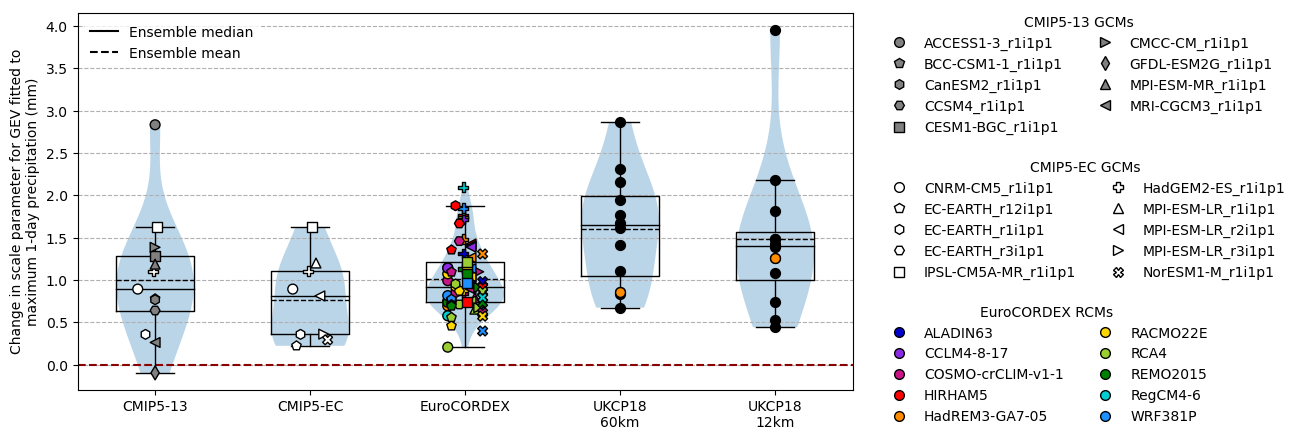 Change in scale parameter for GEV fitted to
maximum 1-day precipitation (mm)
4.0
3.5
3.0
2.5
2.0
1.5
1.0
0.5
0.0
Ensemble median
Ensemble mean
CMIP5-13
CMIP5-EC
EuroCORDEX
UKCP18
60km
UKCP18
12km
CMIP5-13 GCMs
ACCESS1-3_r1i1p1
BCC-CSM1-1_r1i1p1
CanESM2_r1i1p1
CCSM4_r1i1p1
CESM1-BGC_r1i1p1
CMCC-CM_r1i1p1
GFDL-ESM2G_r1i1p1
MPI-ESM-MR_r1i1p1
MRI-CGCM3_r1i1p1
CMIP5-EC GCMs
CNRM-CM5_r1i1p1
EC-EARTH_r12i1p1
EC-EARTH_r1i1p1
EC-EARTH_r3i1p1
IPSL-CM5A-MR_r1i1p1
HadGEM2-ES_r1i1p1
MPI-ESM-LR_r1i1p1
MPI-ESM-LR_r2i1p1
MPI-ESM-LR_r3i1p1
NorESM1-M_r1i1p1
EuroCORDEX RCMs
ALADIN63
CCLM4-8-17
COSMO-crCLIM-v1-1
HIRHAM5
HadREM3-GA7-05
RACMO22E
RCA4
REMO2015
RegCM4-6
WRF381P